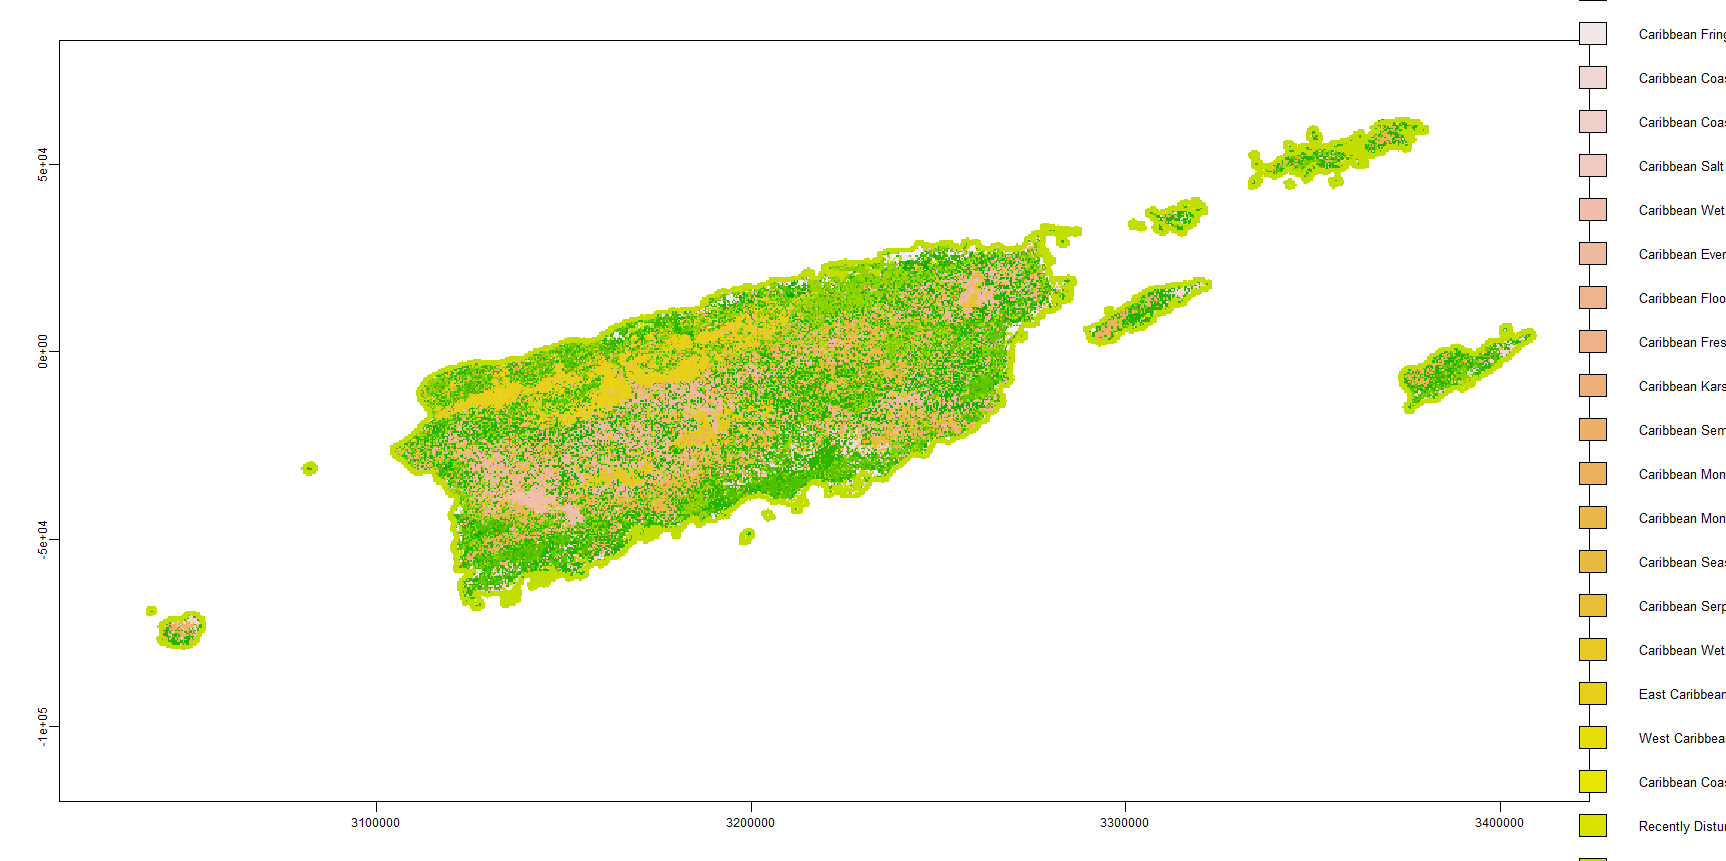 5e+04
0e+00
-5e+04
-1e+05
3100000
3200000
3300000
3400000
Caribbean Fring
Caribbean Coas
Caribbean Coas
Caribbean Salt
Caribbean Wet
Caribbean Ever
Caribbean Floo
Caribbean Fres
Caribbean Kars
Caribbean Sem
Caribbean Mon
Caribbean Mon
Caribbean Seas
Caribbean Serp
Caribbean Wet
East Caribbean
West Caribbean
Caribbean Coas
Recently Distur